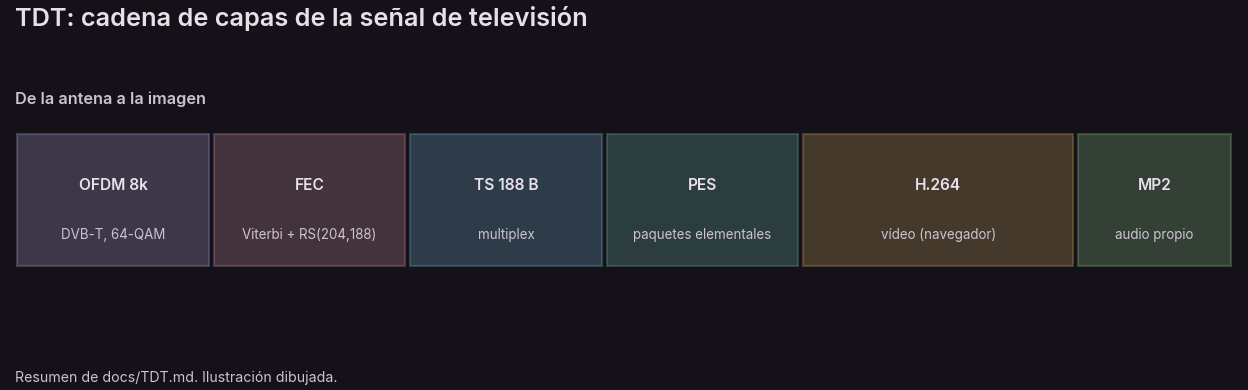 TDT: cadena de capas de la señal de televisión
De la antena a la imagen
OFDM 8k
DVB-T, 64-QAM
FEC
Viterbi + RS(204,188)
TS 188 B
multiplex
PES
paquetes elementales
H.264
vídeo (navegador)
MP2
audio propio
Resumen de docs/TDT.md. Ilustración dibujada.